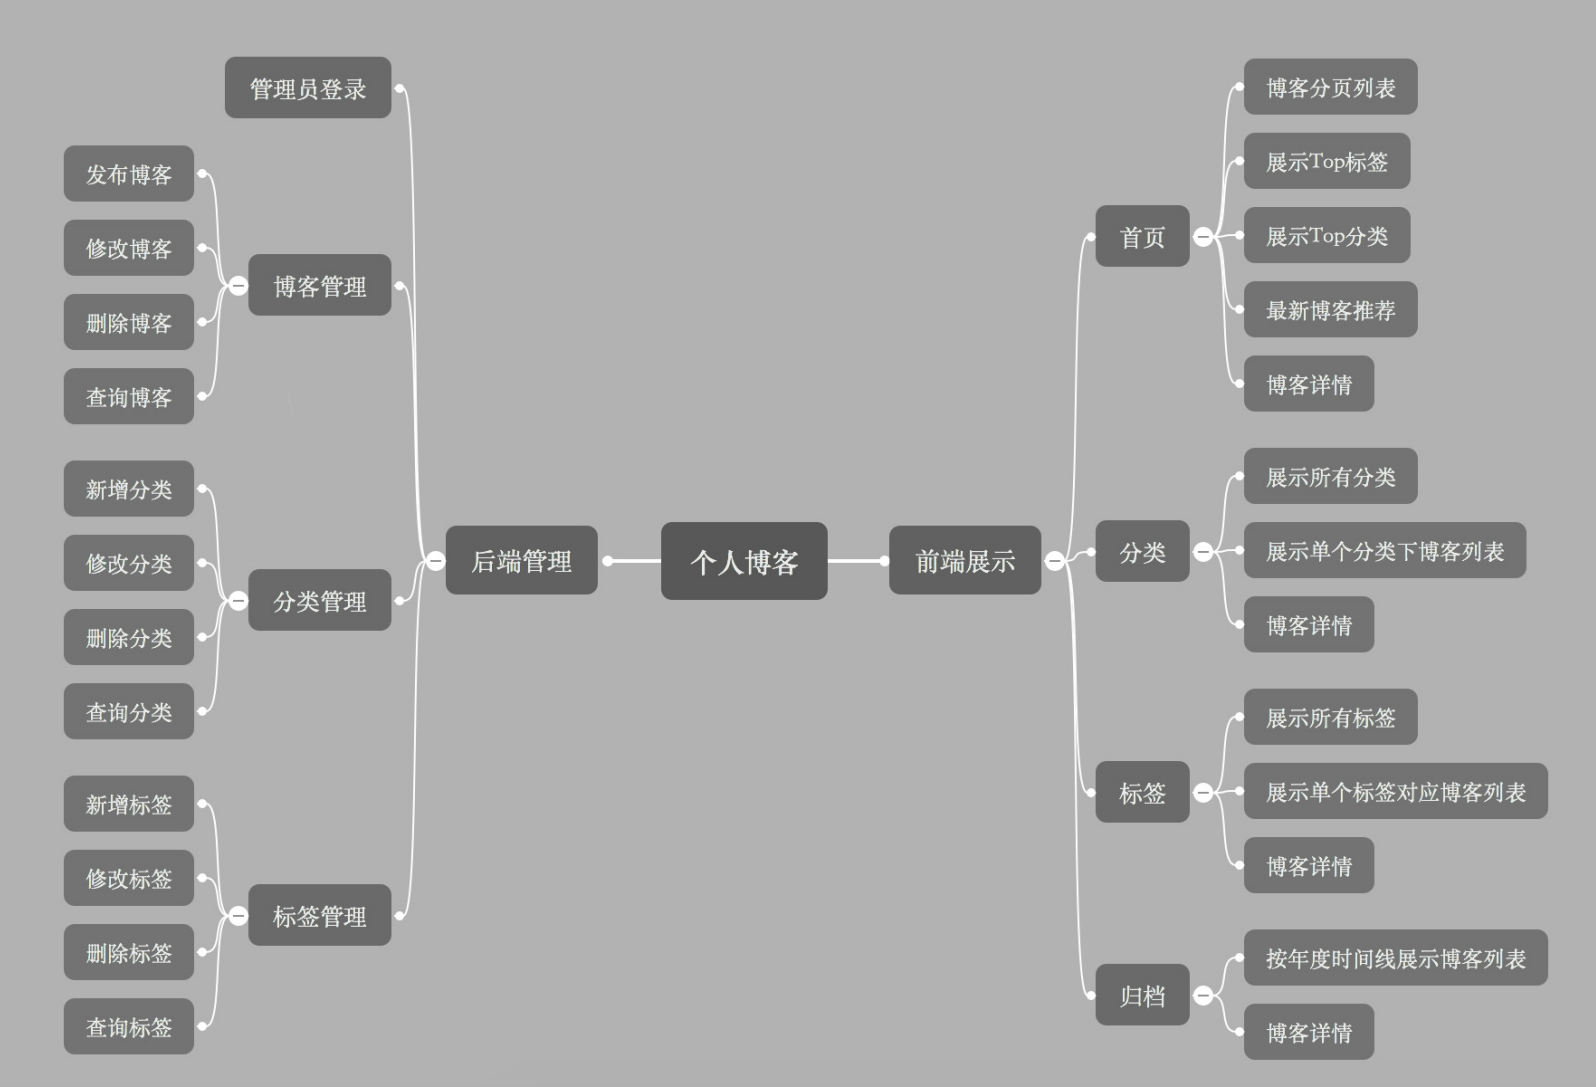 个人博客
后端管理
管理员登录
博客管理
发布博客
修改博客
删除博客
查询博客
分类管理
新增分类
修改分类
删除分类
查询分类
标签管理
新增标签
修改标签
删除标签
查询标签
前端展示
首页
博客分页列表
展示Top标签
展示Top分类
最新博客推荐
博客详情
分类
展示所有分类
展示单个分类下博客列表
博客详情
标签
展示所有标签
展示单个标签对应博客列表
博客详情
归档
按年度时间线展示博客列表
博客详情